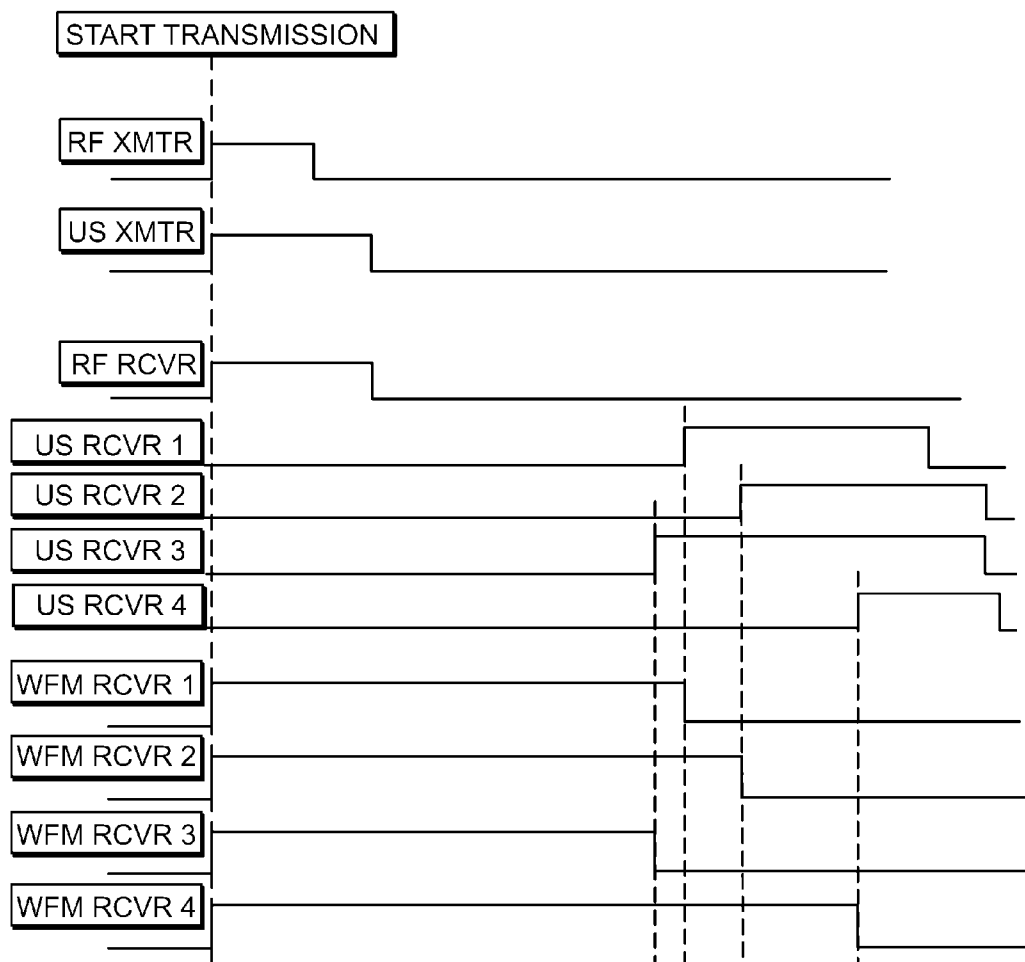 START TRANSMISSION
RF XMTR
US XMTR
RF RCVR
US RCVR 1
US RCVR 2
US RCVR 3
US RCVR 4
WFM RCVR 1
WFM RCVR 2
WFM RCVR 3
WFM RCVR 4